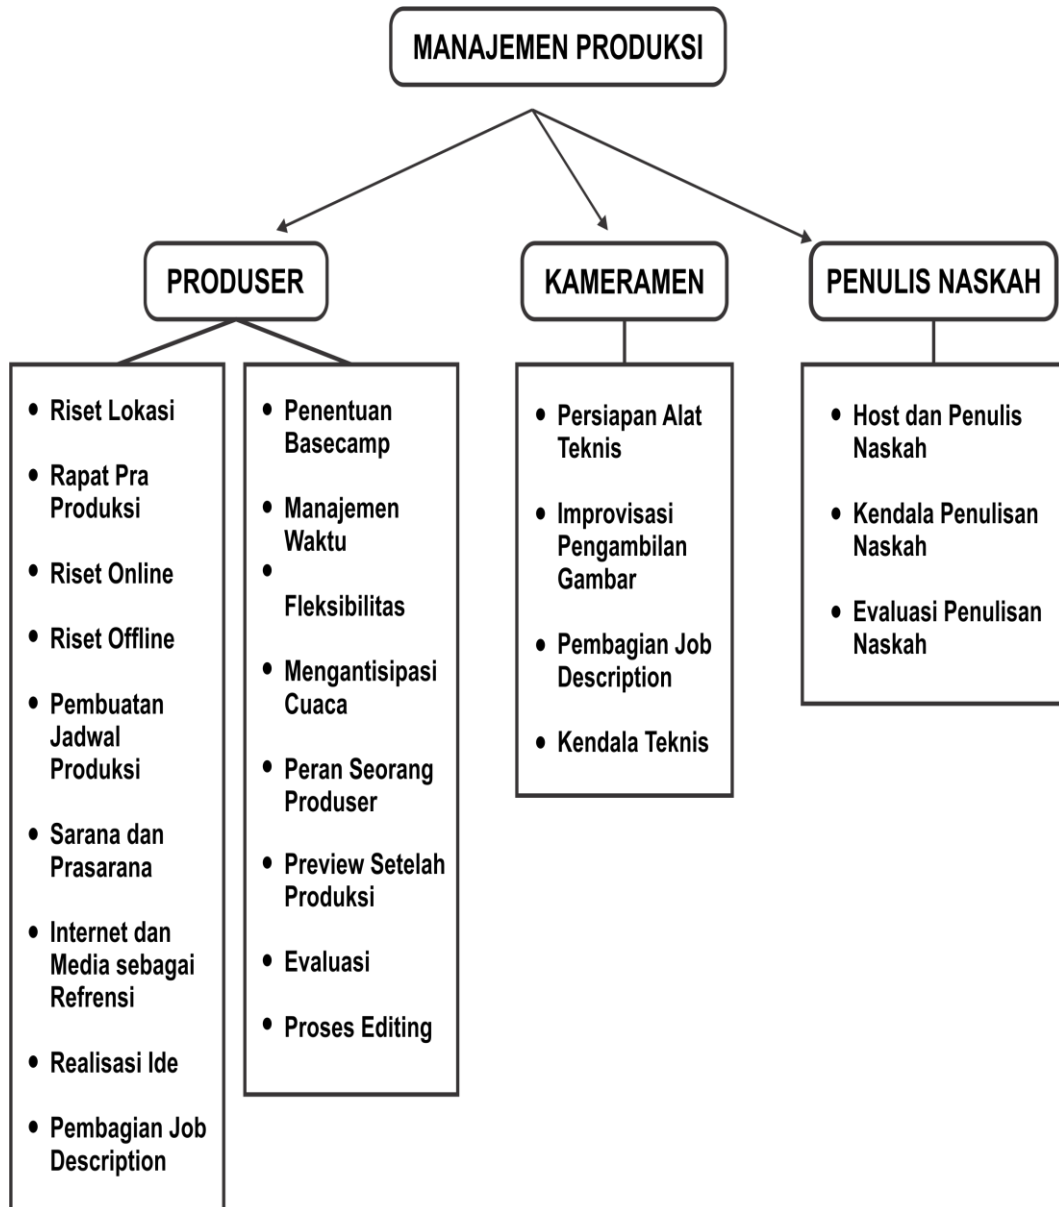 MANAJEMEN PRODUKSI
PRODUSER
KAMERAMEN
PENULIS NASKAH
• Riset Lokasi
• Rapat Pra
Produksi
• Riset Online
• Riset Offline
• Pembuatan
Jadwal
Produksi
• Sarana dan
Prasarana
• Internet dan
Media sebagai
Refrensi
• Realisasi Ide
• Pembagian Job
Description
• Penentuan
Basecamp
• Manajemen
Waktu
•
Fleksibilitas
• Mengantisipasi
Cuaca
• Peran Seorang
Produser
• Preview Setelah
Produksi
• Evaluasi
• Proses Editing
• Persiapan Alat
Teknis
• Improvisasi
Pengambilan
Gambar
• Pembagian Job
Description
• Kendala Teknis
• Host dan Penulis
Naskah
• Kendala Penulisan
Naskah
• Evaluasi Penulisan
Naskah